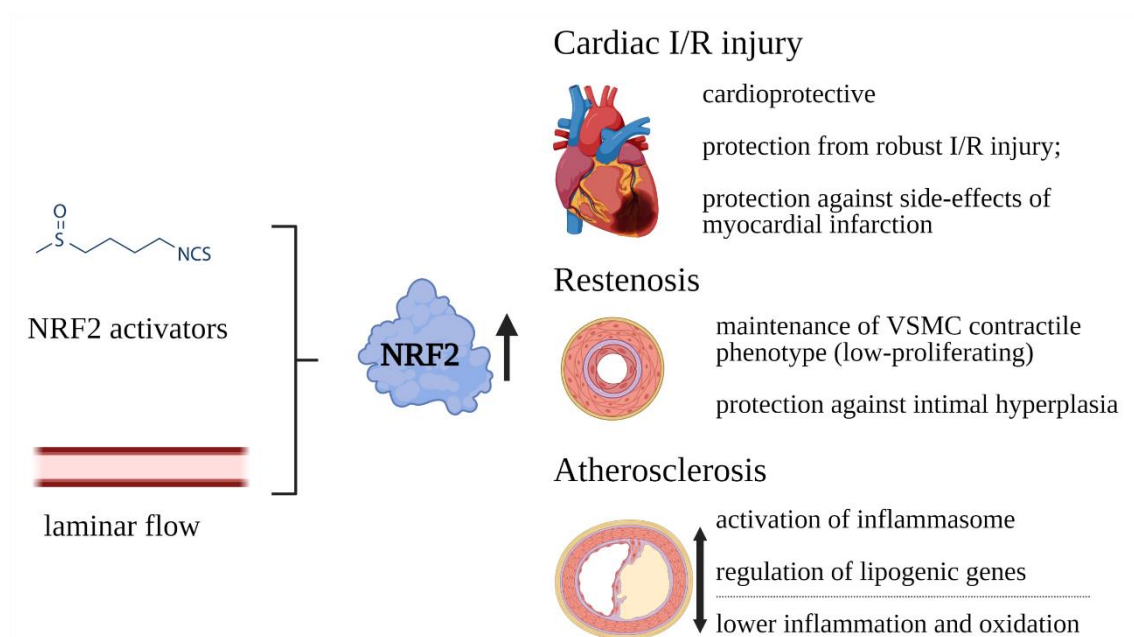 O
S
NCS
NRF2 activators
laminar flow
NRF2
Cardiac I/R injury
cardioprotective
protection from robust I/R injury;
protection against side-effects of
myocardial infarction
Restenosis
maintenance of VSMC contractile
phenotype (low-proliferating)
protection against intimal hyperplasia
Atherosclerosis
activation of inflammasome
regulation of lipogenic genes
lower inflammation and oxidation